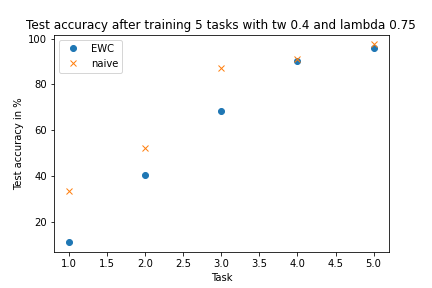 Test accuracy after training 5 tasks with tw 0.4 and lambda 0.75
EWC
naive
100
80
60
40
20
Test accuracy in %
1.0 1.5 2.0 2.5 3.0 3.5 4.0 4.5 5.0
Task